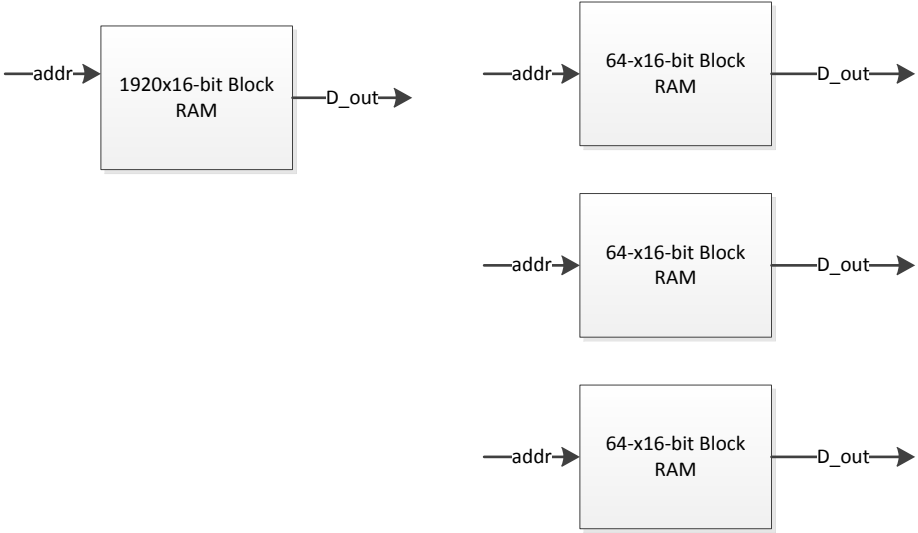 addr
1920x16-bit Block
RAM
D_out
addr
64-x16-bit Block
RAM
D_out
addr
64-x16-bit Block
RAM
D_out
addr
64-x16-bit Block
RAM
D_out